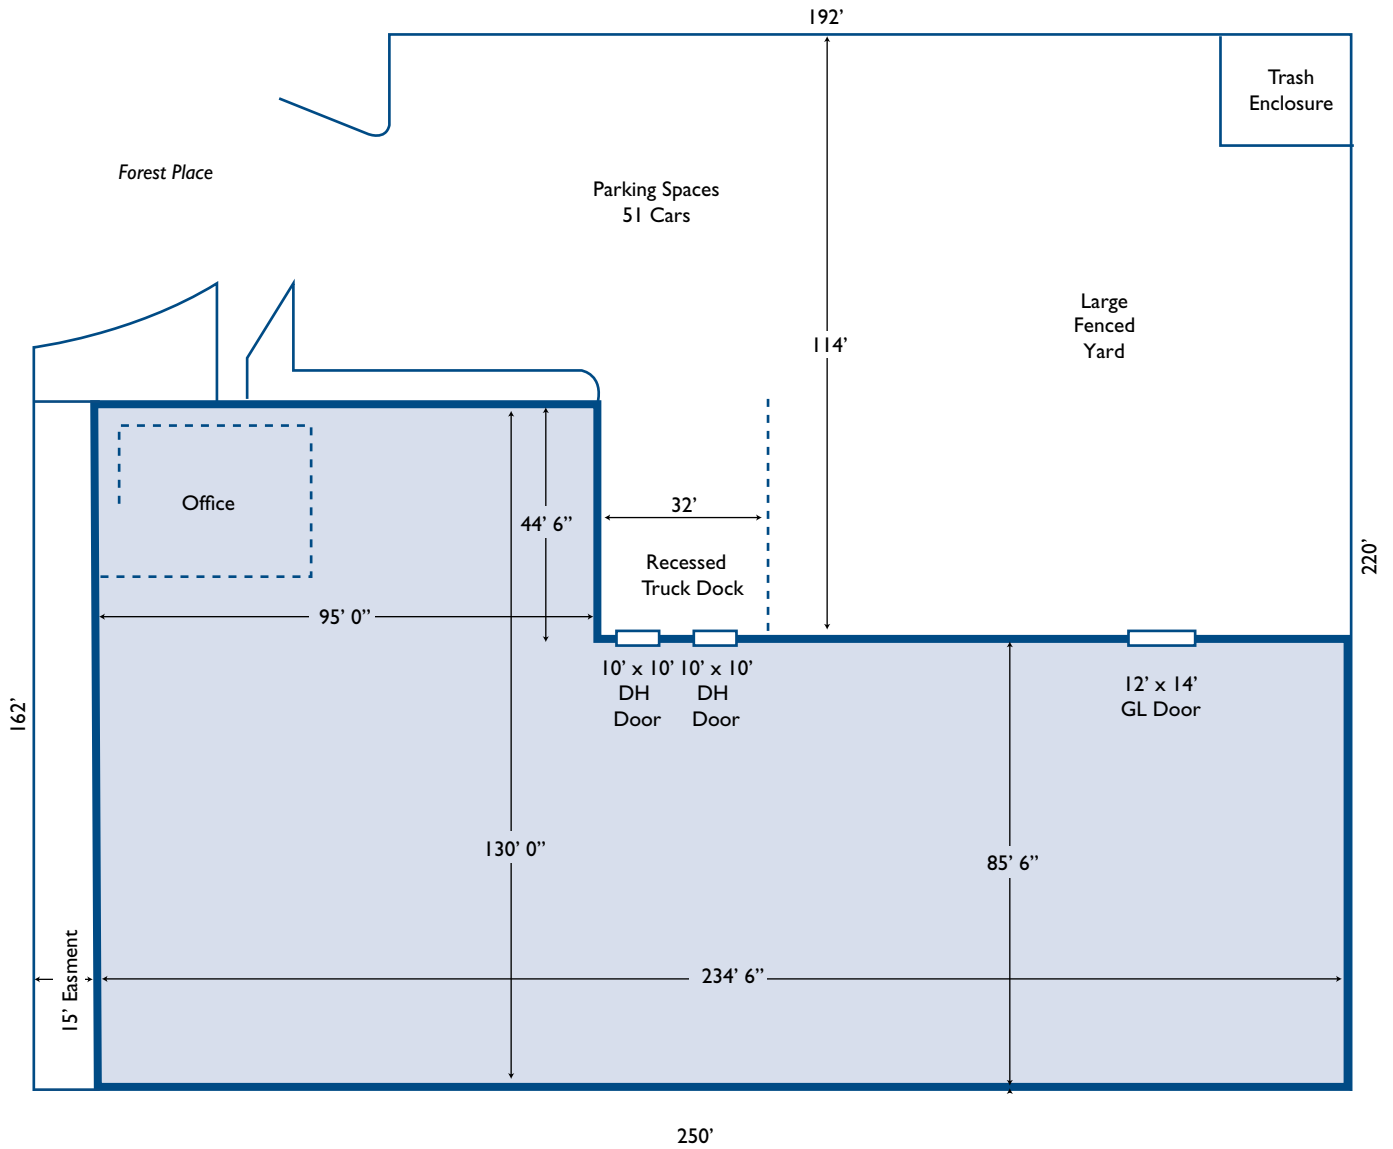 192’
Trash
Enclosure
Forest Place
Parking Spaces
51 Cars
Large
Fenced
Yard
114’
Office
44’ 6”
32’
Recessed
Truck Dock
220’
95’ 0”
10’ x 10’ 10’ x 10’
DH DH
Door Door
12’ x 14’
GL Door
162’
130’ 0”
85’ 6”
15’ Easment
234’ 6”
250’